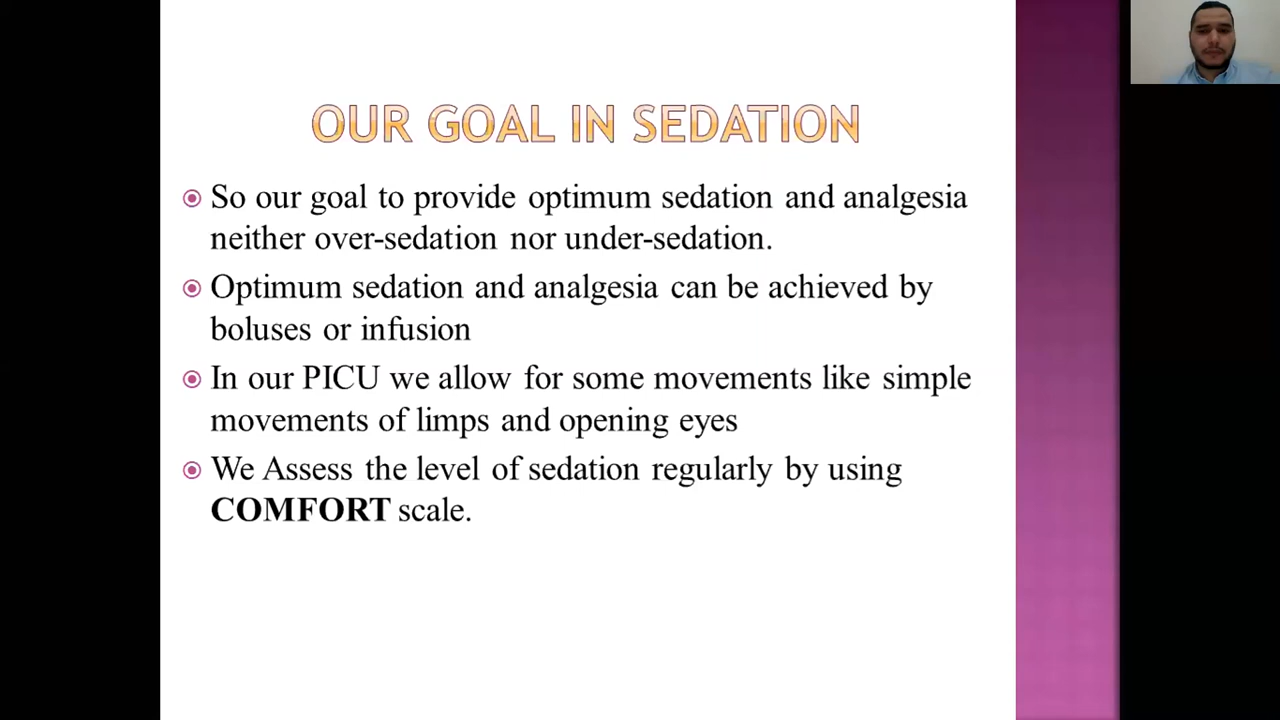 OUR GOAL IN SEDATION
So our goal to provide optimum sedation and analgesia
neither over-sedation nor under-sedation.
Optimum sedation and analgesia can be achieved by
boluses or infusion
In our PICU we allow for some movements like simple
movements of limps and opening eyes
We Assess the level of sedation regularly by using
COMFORT scale.